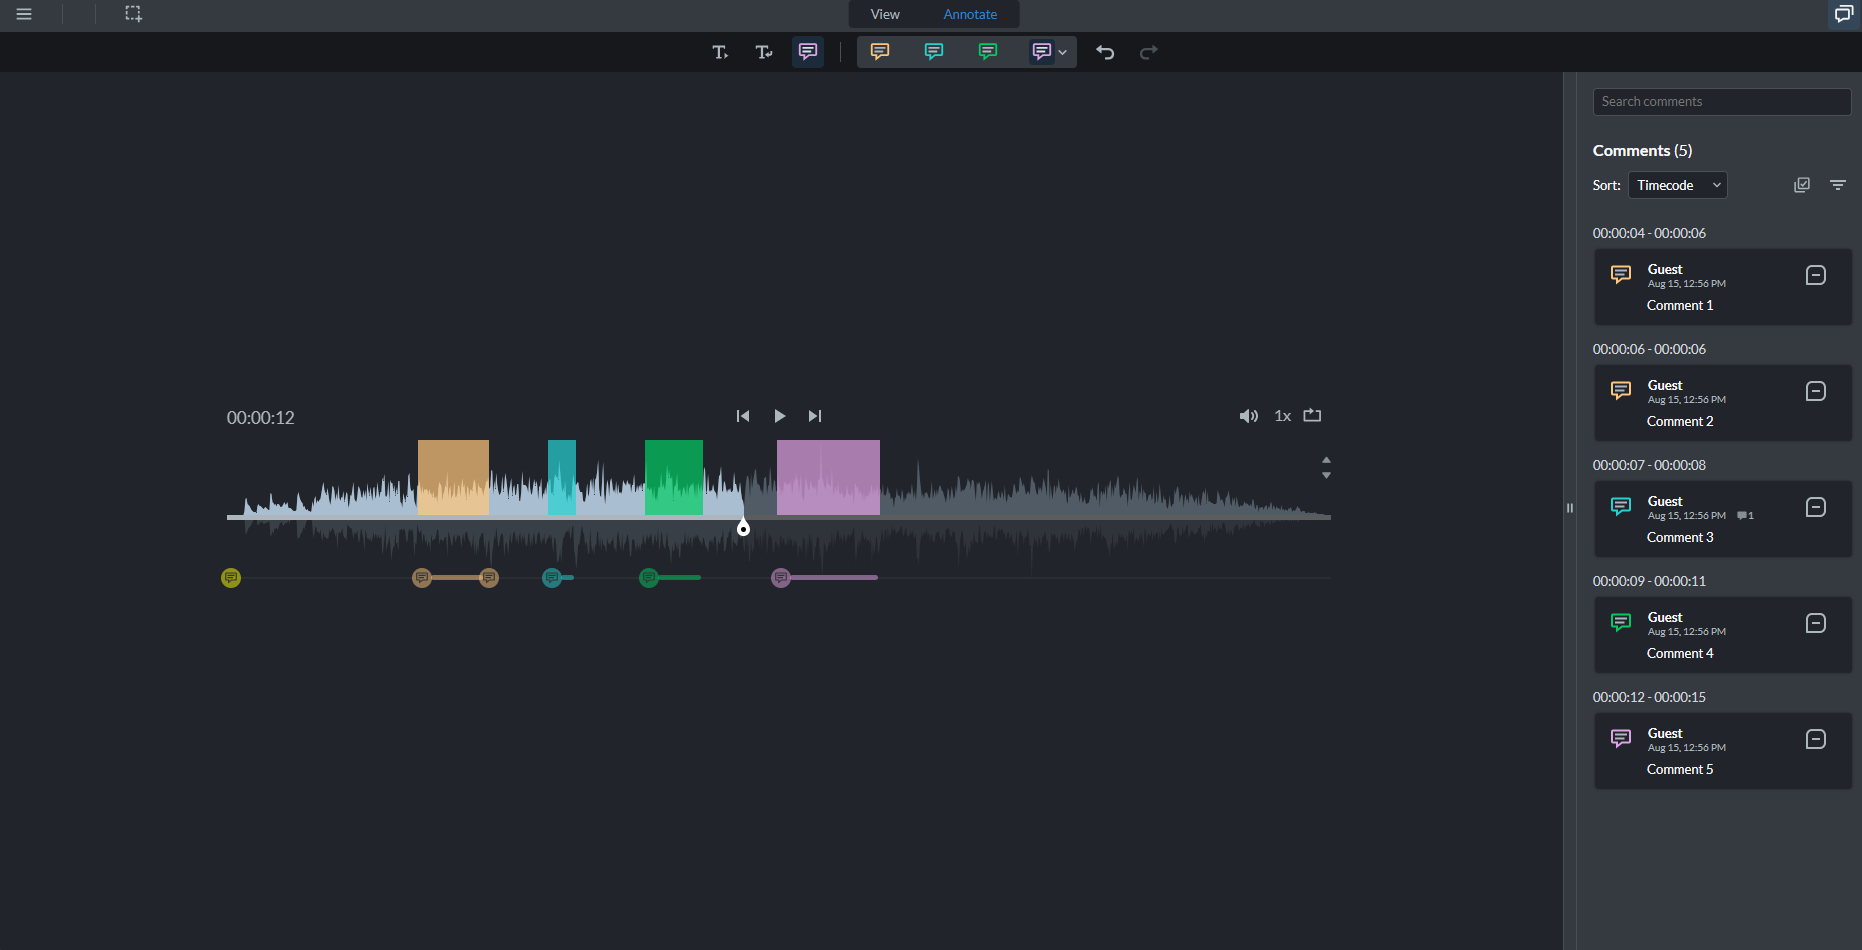 View Annotate
Search comments
Comments (5)
Sort: Timecode
00:00:04 - 00:00:06
Guest
Aug 15, 12:56 PM
Comment 1
00:00:06 - 00:00:06
Guest
Aug 15, 12:56 PM
Comment 2
00:00:12
1x
00:00:07 - 00:00:08
Guest
Aug 15, 12:56 PM 1
Comment 3
00:00:09 - 00:00:11
Guest
Aug 15, 12:56 PM
Comment 4
00:00:12 - 00:00:15
Guest
Aug 15, 12:56 PM
Comment 5